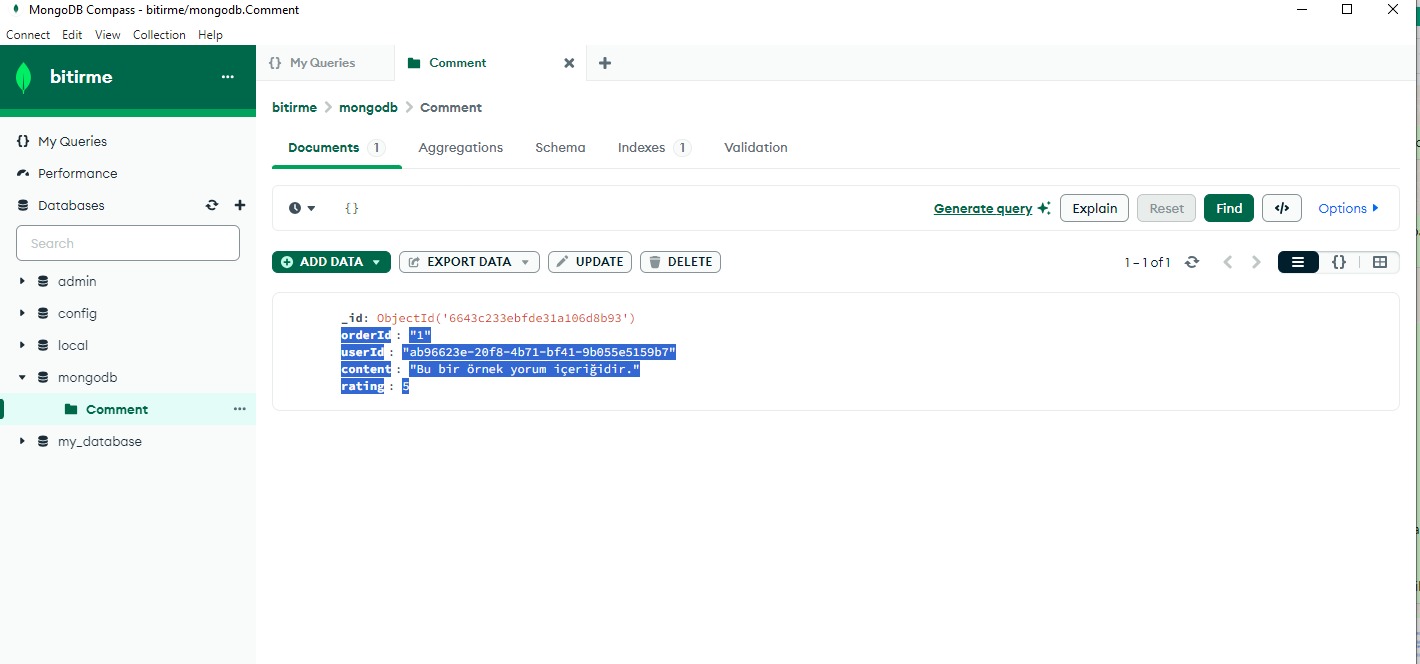 MongoDB Compass - bitirme/mongodb.Comment
Connect Edit View Collection Help
bitirme ...
{} My Queries
Comment
bitirme > mongodb > Comment
My Queries
Performance
Databases
Search
admin
config
local
mongodb
Comment ...
my_database
Documents 1 Aggregations Schema Indexes 1 Validation
{} Generate query Explain Reset Find </> Options
ADD DATA EXPORT DATA UPDATE DELETE 1 – 1 of 1 {}
_id: ObjectId('6643c233ebfde31a106d8b93')
orderId : "1"
userId : "ab96623e-20f8-4b71-bf41-9b055e5159b7"
content : "Bu bir örnek yorum içeriğidir."
rating : 5